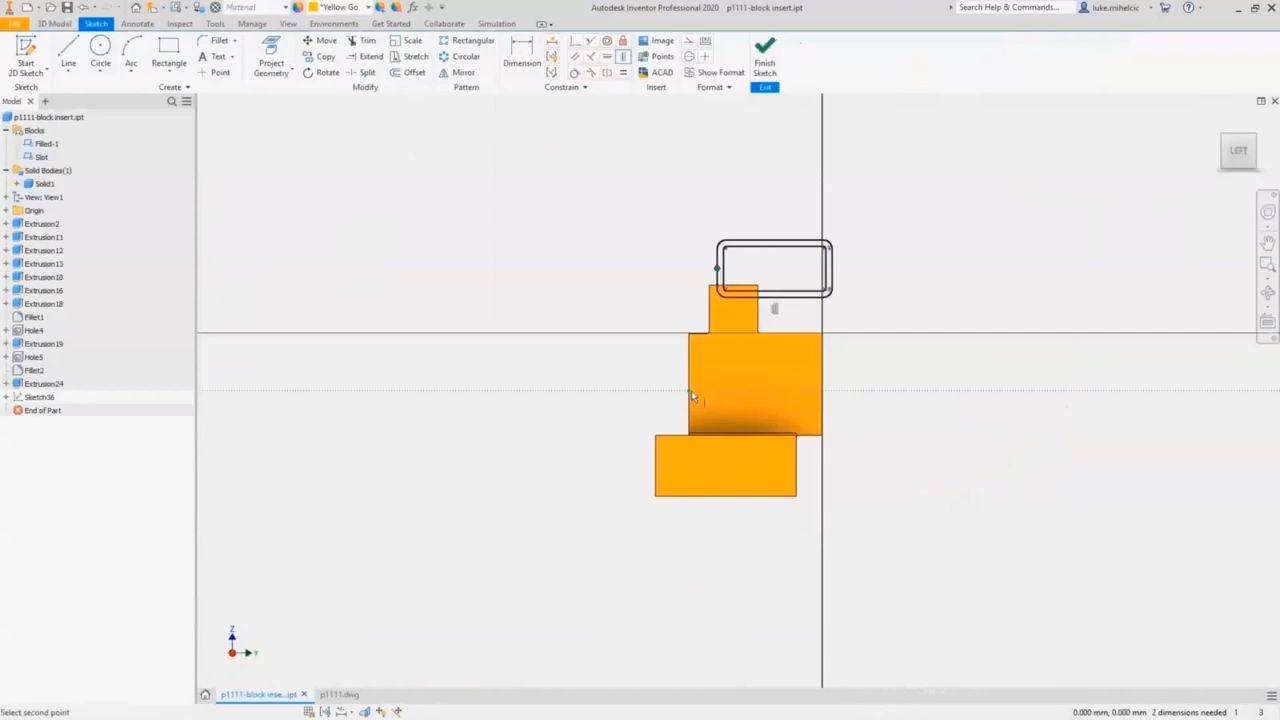 Material
*Yellow Go
Autodesk Inventor Professional 2020 p1111-block insert.ipt
Search Help & Commands...
luke.mihelcic
File 3D Model Sketch Annotate Inspect Tools Manage View Environments Get Started Collaborate Simulation
Start
2D Sketch
Line Circle Arc Rectangle
Fillet
Text
Point
Project
Geometry
Move Trim Scale
Copy Extend Stretch
Rotate Split Offset
Rectangular
Circular
Mirror
Dimension
Image
Points
ACAD
Show Format
Finish
Sketch
Sketch Create Modify Pattern Constrain Insert Format Exit
Model
p1111-block insert.ipt
Blocks
Filled-1
Slot
Solid Bodies(1)
Solid1
View: View1
Origin
Extrusion2
Extrusion11
Extrusion12
Extrusion13
Extrusion10
Extrusion16
Extrusion18
Fillet1
Hole4
Extrusion19
Hole5
Fillet2
Extrusion24
Sketch36
End of Part
LEFT
Z
Y
p1111-block inse...ipt p1111.dwg
Select second point
0.000 mm, 0.000 mm 2 dimensions needed 1 3